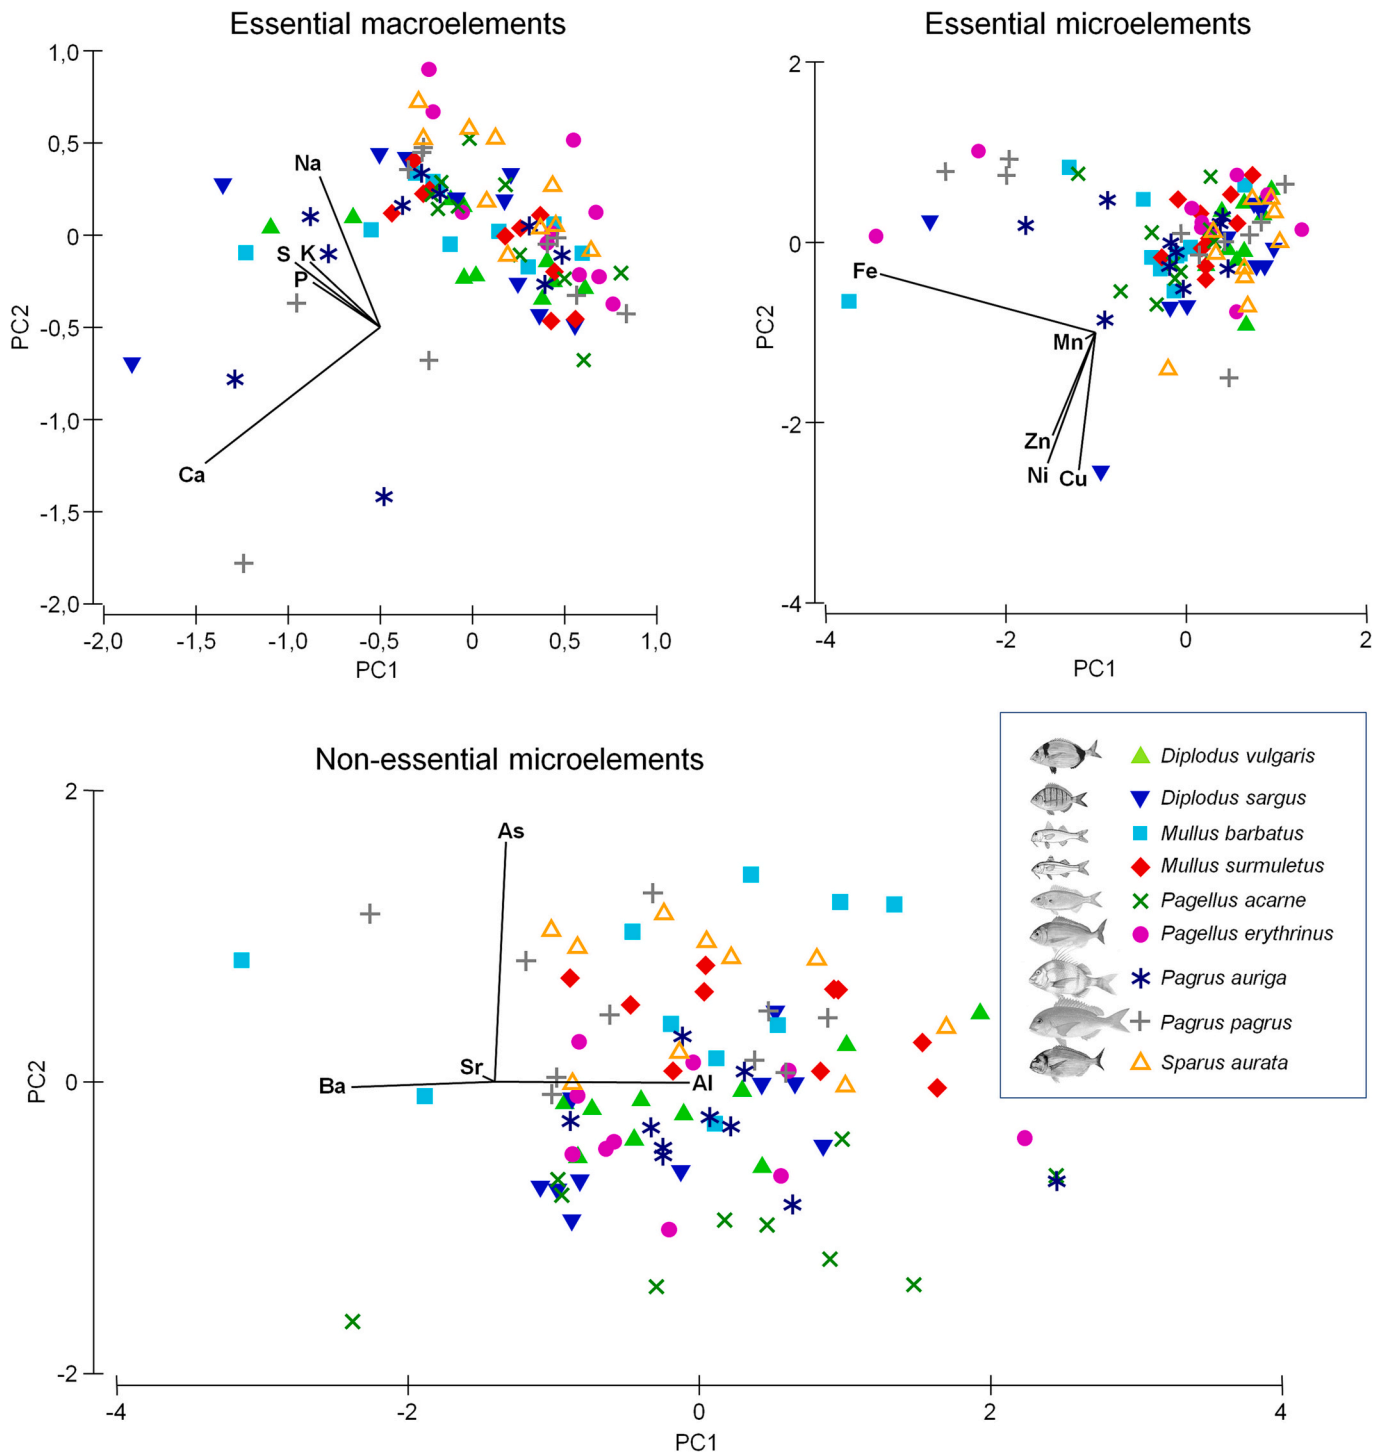 Essential macroelements
1,0
0,5
0
-0,5
-1,0
-1,5
-2,0
PC2
Na
S
K
P
Ca
-2,0
-1,5
-1,0
-0,5
0
0,5
1,0
PC1
Essential microelements
2
0
-2
-4
PC2
Fe
Mn
Zn
Ni
Cu
-4
-2
0
2
PC1
Non-essential microelements
2
0
-2
PC2
As
Sr
Ba
Al
-4
-2
0
2
4
PC1
Diplodus vulgaris
Diplodus sargus
Mullus barbatus
Mullus surmuletus
Pagellus acarne
Pagellus erythrinus
Pagrus auriga
Pagrus pagrus
Sparus aurata